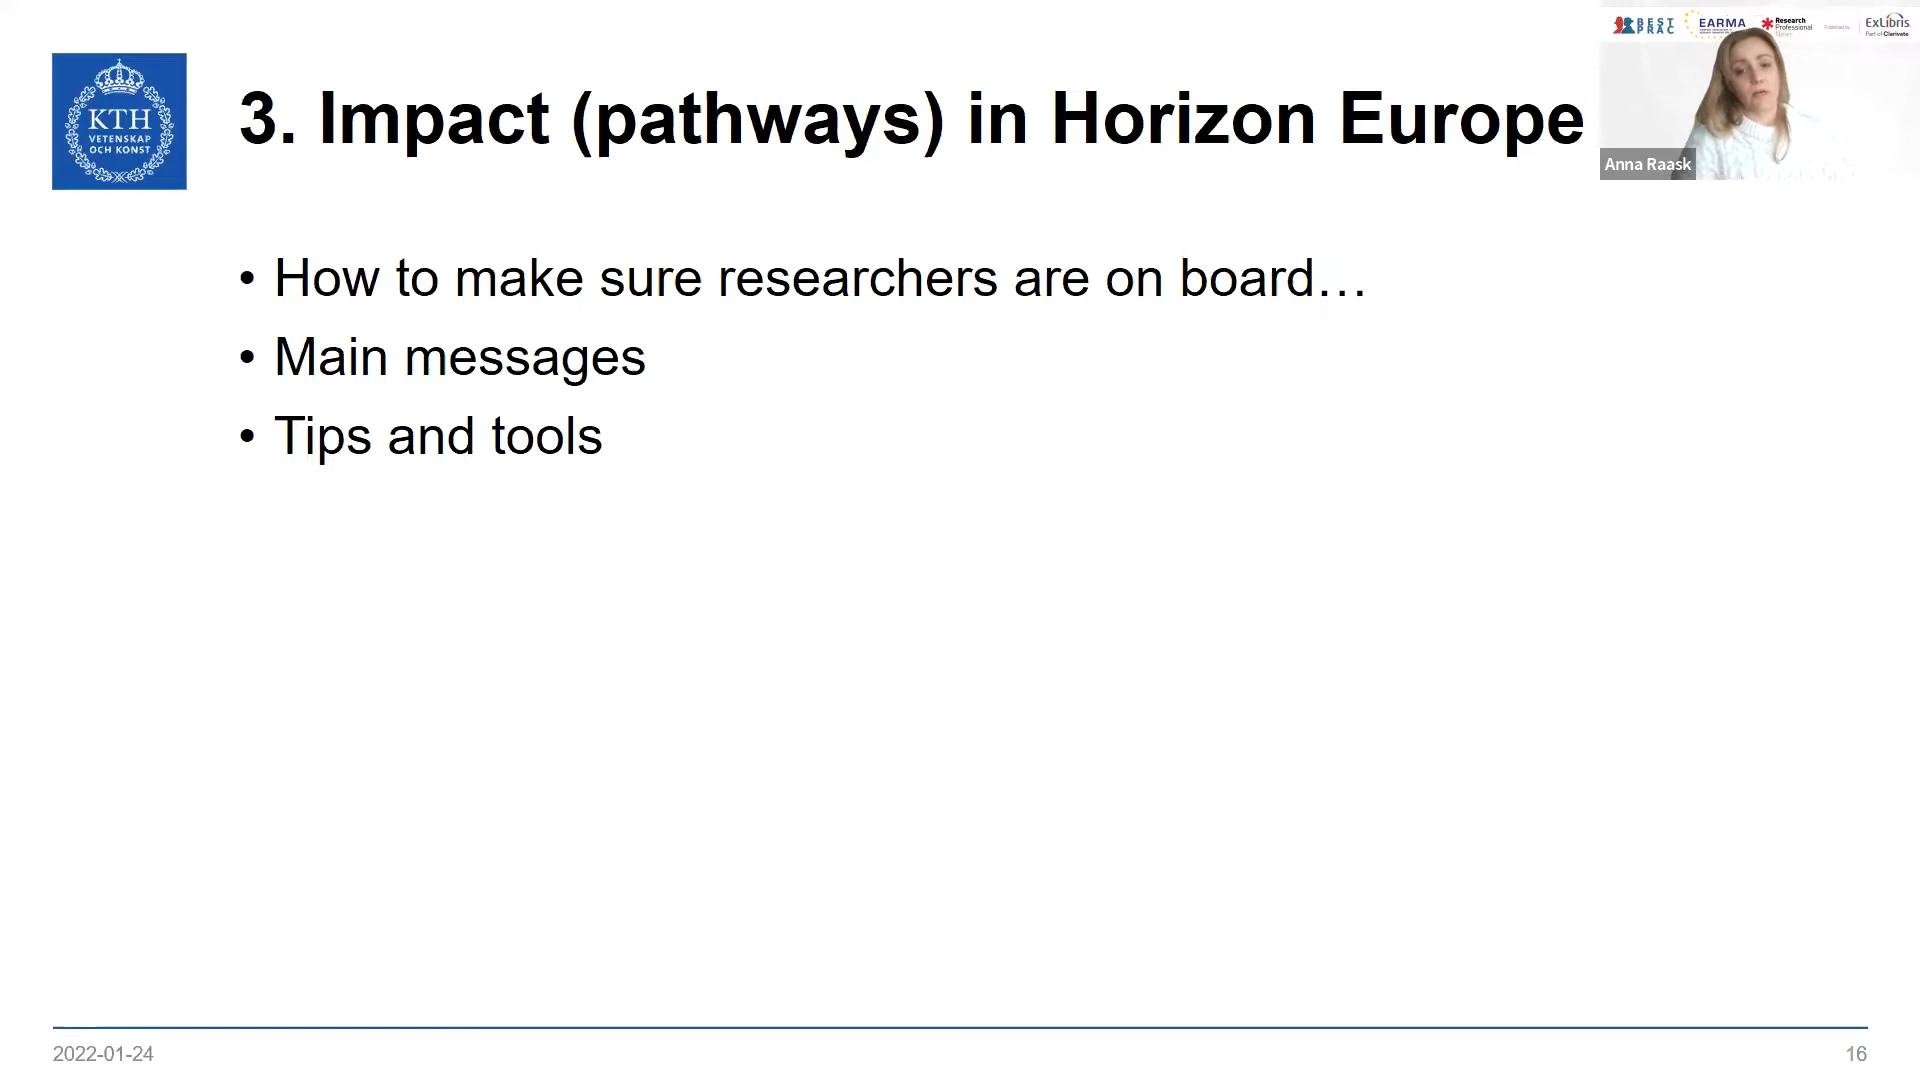 BEST
PRAC
EARMA
Research
Professional
News
ExLibris
Part of Clarivate
KTH
VETENSKAP
OCH KONST
3. Impact (pathways) in Horizon Europe
Anna Raask
• How to make sure researchers are on board…
• Main messages
• Tips and tools
2022-01-24
16